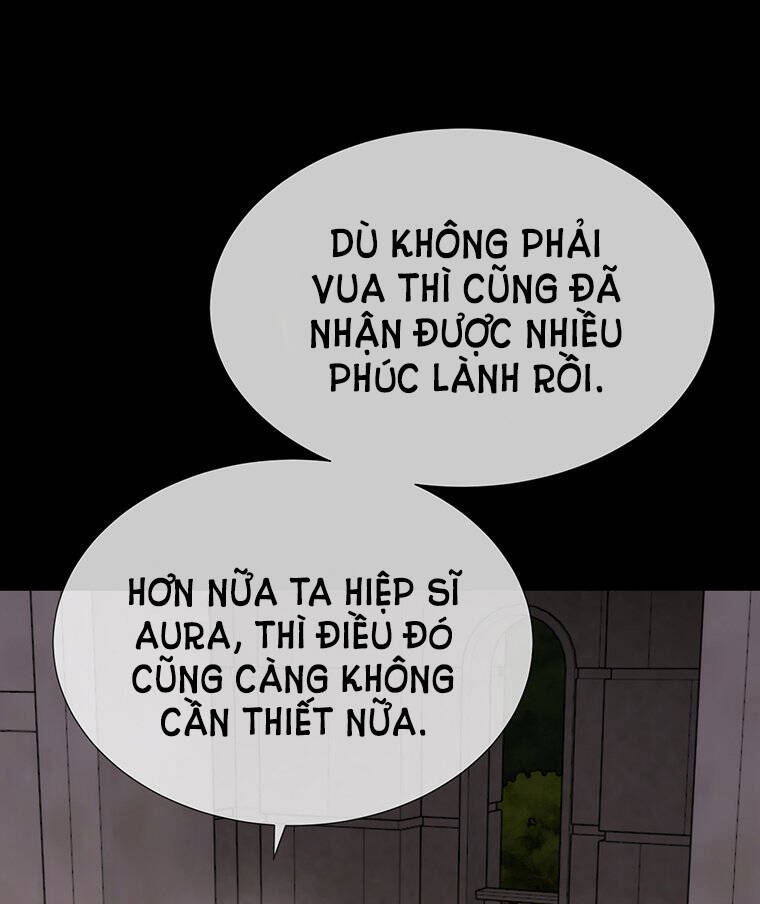 DÙ KHÔNG PHẢI
VUA THÌ CŨNG ĐÃ
NHẬN ĐƯỢC NHIỀU
PHÚC LÀNH RỒI.
HƠN NỮA TA HIỆP SĨ
AURA, THÌ ĐIỀU ĐÓ
CŨNG CÀNG KHÔNG
CẦN THIẾT NỮA.